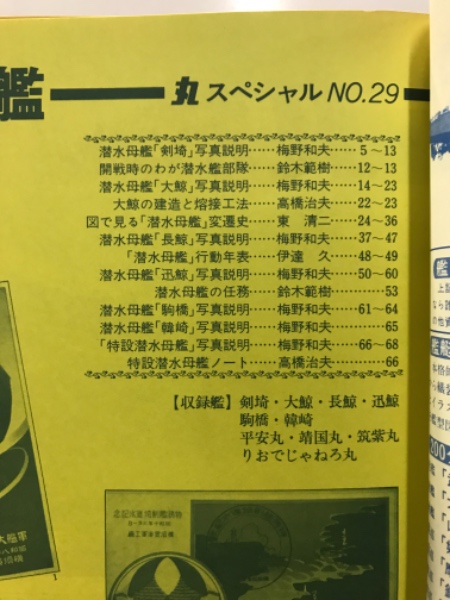 艦
丸 スペシャル NO.29
潜水母艦「剣埼」写真説明……梅野和夫……5～13
開戦時のわが潜水艦部隊……鈴木範樹……12～13
潜水母艦「大鯨」写真説明……梅野和夫……14～23
大鯨の建造と熔接工法……高橋治夫……22～23
図で見る「潜水母艦」変遷史……東 清二……24～36
潜水母艦「長鯨」写真説明……梅野和夫……37～47
「潜水母艦」行動年表……伊達 久……48～49
潜水母艦「迅鯨」写真説明……梅野和夫……50～60
潜水母艦の任務……鈴木範樹……53
潜水母艦「駒橋」写真説明……梅野和夫……61～64
潜水母艦「韓崎」写真説明……梅野和夫……65
「特設潜水母艦」写真説明……梅野和夫……66～68
特設潜水母艦ノート……高橋治夫……66
【収録艦】剣埼・大鯨・長鯨・迅鯨
駒橋・韓崎
平安丸・靖国丸・筑紫丸
りおでじゃねろ丸
1